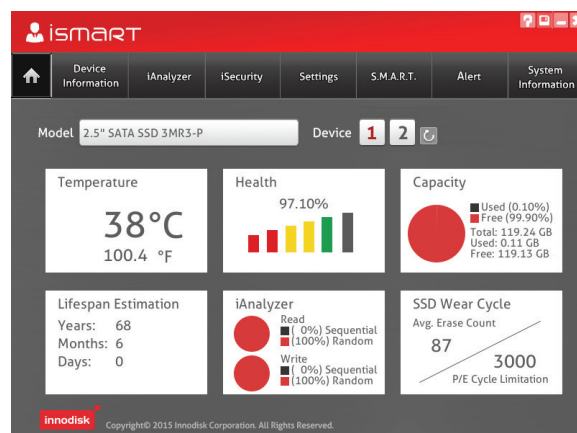 ismart
Device Information
iAnalyzer
iSecurity
Settings
S.M.A.R.T.
Alert
System Information
Model 2.5" SATA SSD 3MR3-P
Device 1 2
Temperature
38°C
100.4 °F
Health
97.10%
Capacity
Used (0.10%)
Free (99.90%)
Total: 119.24 GB
Used: 0.11 GB
Free: 119.13 GB
Lifespan Estimation
Years: 68
Months: 6
Days: 0
iAnalyzer
Read
( 0%) Sequential
(100%) Random
Write
( 0%) Sequential
(100%) Random
SSD Wear Cycle
Avg. Erase Count
87
3000
P/E Cycle Limitation
innodisk
Copyright© 2015 Innodisk Corporation. All Rights Reserved.